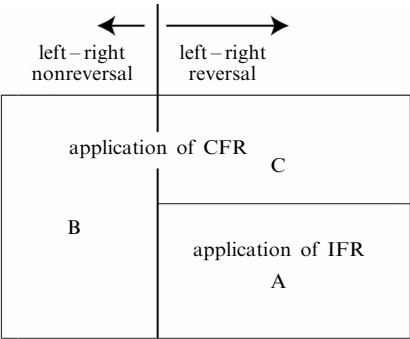 left–right
nonreversal
left–right
reversal
application of CFR
C
B
application of IFR
A